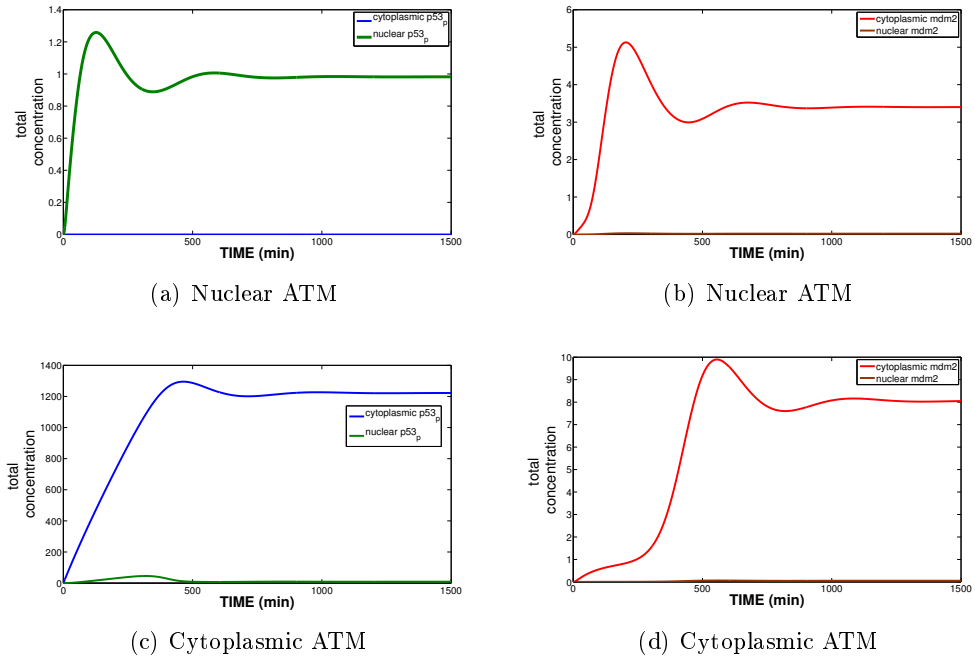 1.4
1.2
1
0.8
0.6
0.4
0.2
0
total
concentration
cytoplasmic p53p
nuclear p53p
0
500
1000
1500
TIME (min)
(a) Nuclear ATM
6
5
4
3
2
1
0
total
concentration
cytoplasmic mdm2
nuclear mdm2
0
500
1000
1500
TIME (min)
(b) Nuclear ATM
1400
1200
1000
800
600
400
200
0
total
concentration
cytoplasmic p53p
nuclear p53p
0
500
1000
1500
TIME (min)
(c) Cytoplasmic ATM
10
9
8
7
6
5
4
3
2
1
0
total
concentration
cytoplasmic mdm2
nuclear mdm2
0
500
1000
1500
TIME (min)
(d) Cytoplasmic ATM